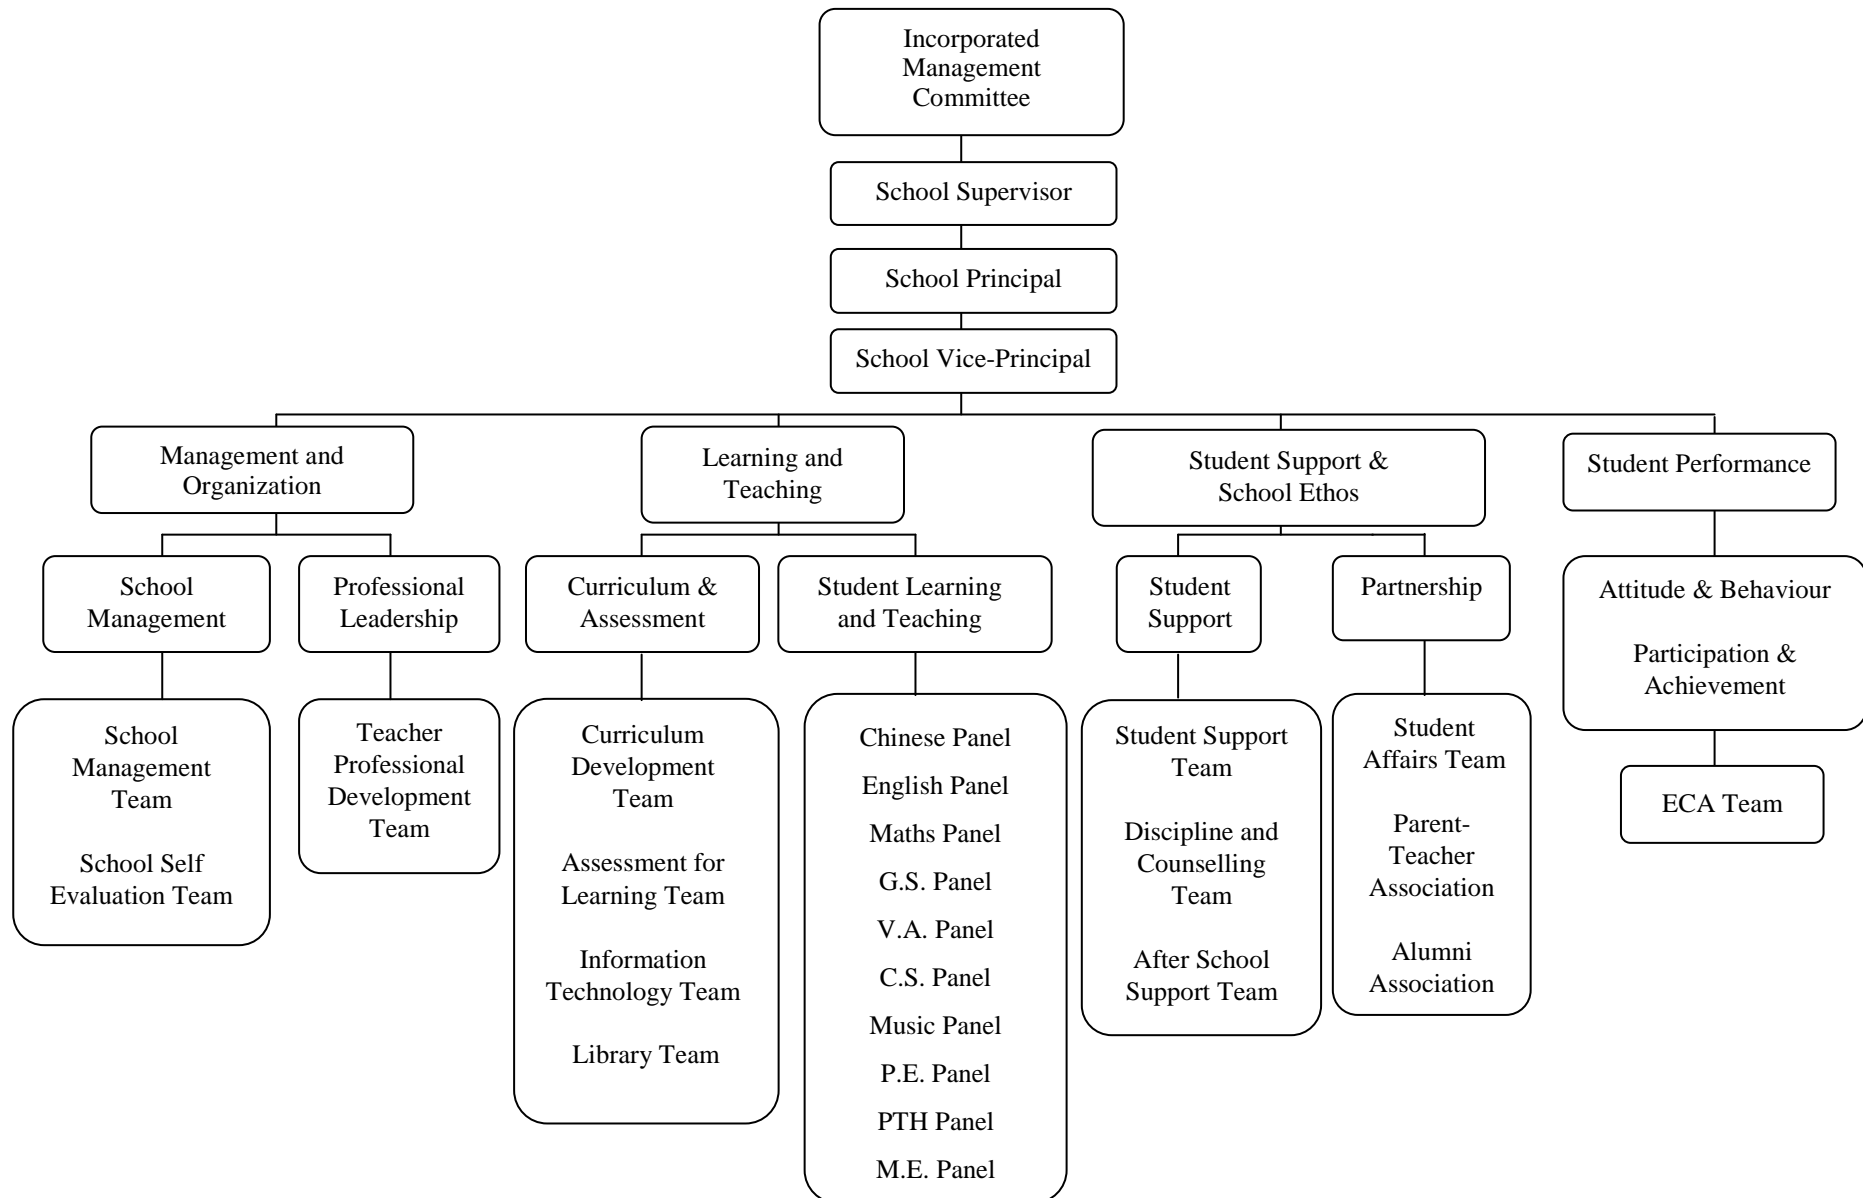 Incorporated
Management
Committee
School Supervisor
School Principal
School Vice-Principal
Management and
Organization
Learning and
Teaching
Student Support &
School Ethos
Student Performance
School
Management
Professional
Leadership
Curriculum &
Assessment
Student Learning
and Teaching
Student
Support
Partnership
Attitude & Behaviour
Participation &
Achievement
School
Management
Team
School Self
Evaluation Team
Teacher
Professional
Development
Team
Curriculum
Development
Team
Assessment for
Learning Team
Information
Technology Team
Library Team
Chinese Panel
English Panel
Maths Panel
G.S. Panel
V.A. Panel
C.S. Panel
Music Panel
P.E. Panel
PTH Panel
M.E. Panel
Student Support
Team
Discipline and
Counselling
Team
After School
Support Team
Student
Affairs Team
Parent-
Teacher
Association
Alumni
Association
ECA Team